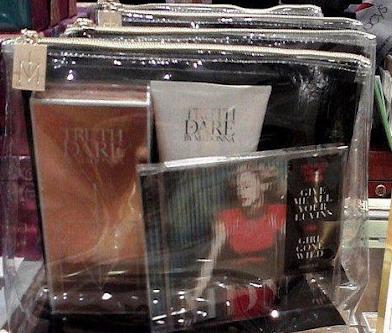 TRUTH
DARE
TRUTH
DARE
BY MADONNA
GIVE
ME ALL
YOUR
LUVIN'
GIRL
GONE
WILD